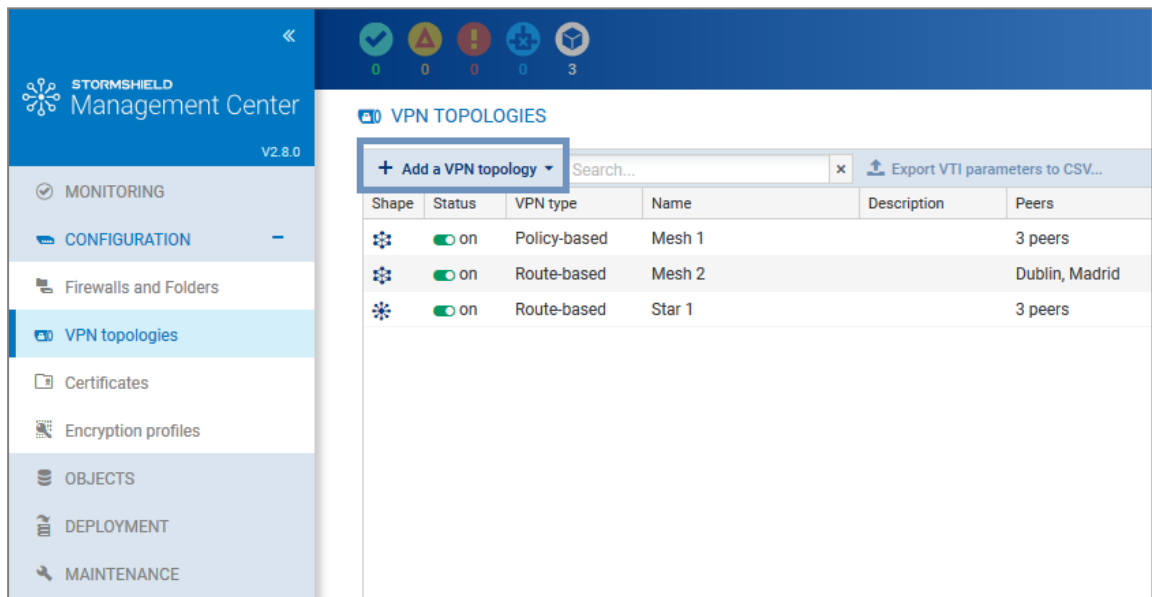 «
STORMSHIELD
Management Center
V2.8.0
0 0 0 0 3
VPN TOPOLOGIES
+ Add a VPN topology Search... × Export VTI parameters to CSV...
Shape Status VPN type Name Description Peers
on Policy-based Mesh 1 3 peers
on Route-based Mesh 2 Dublin, Madrid
on Route-based Star 1 3 peers
MONITORING
CONFIGURATION –
Firewalls and Folders
VPN topologies
Certificates
Encryption profiles
OBJECTS
DEPLOYMENT
MAINTENANCE